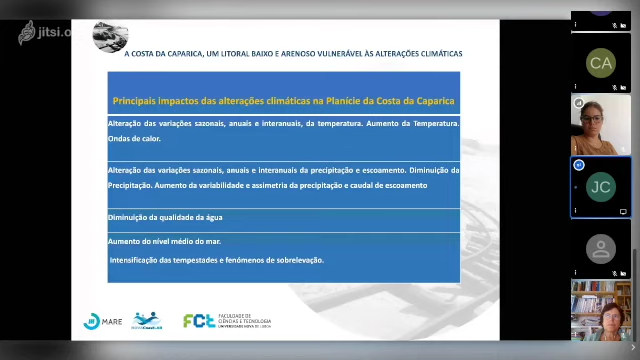 jitsi.o
A COSTA DA CAPARICA, UM LITORAL BAIXO E ARENOSO VULNERÁVEL ÀS ALTERAÇÕES CLIMÁTICAS
Principais impactos das alterações climáticas na Planície da Costa da Caparica
Alteração das variações sazonais, anuais e interanuais, da temperatura. Aumento da Temperatura.
Ondas de calor.
Alteração das variações sazonais, anuais e interanuais da precipitação e escoamento. Diminuição da
Precipitação. Aumento da variabilidade e assimetria da precipitação e caudal de escoamento
Diminuição da qualidade da água
Aumento do nível médio do mar.
Intensificação das tempestades e fenómenos de sobrelevação.
MARE
FCt
FACULDADE DE
CIÊNCIAS E TECNOLOGIA
UNIVERSIDADE NOVA DE LISBOA
CA
JC